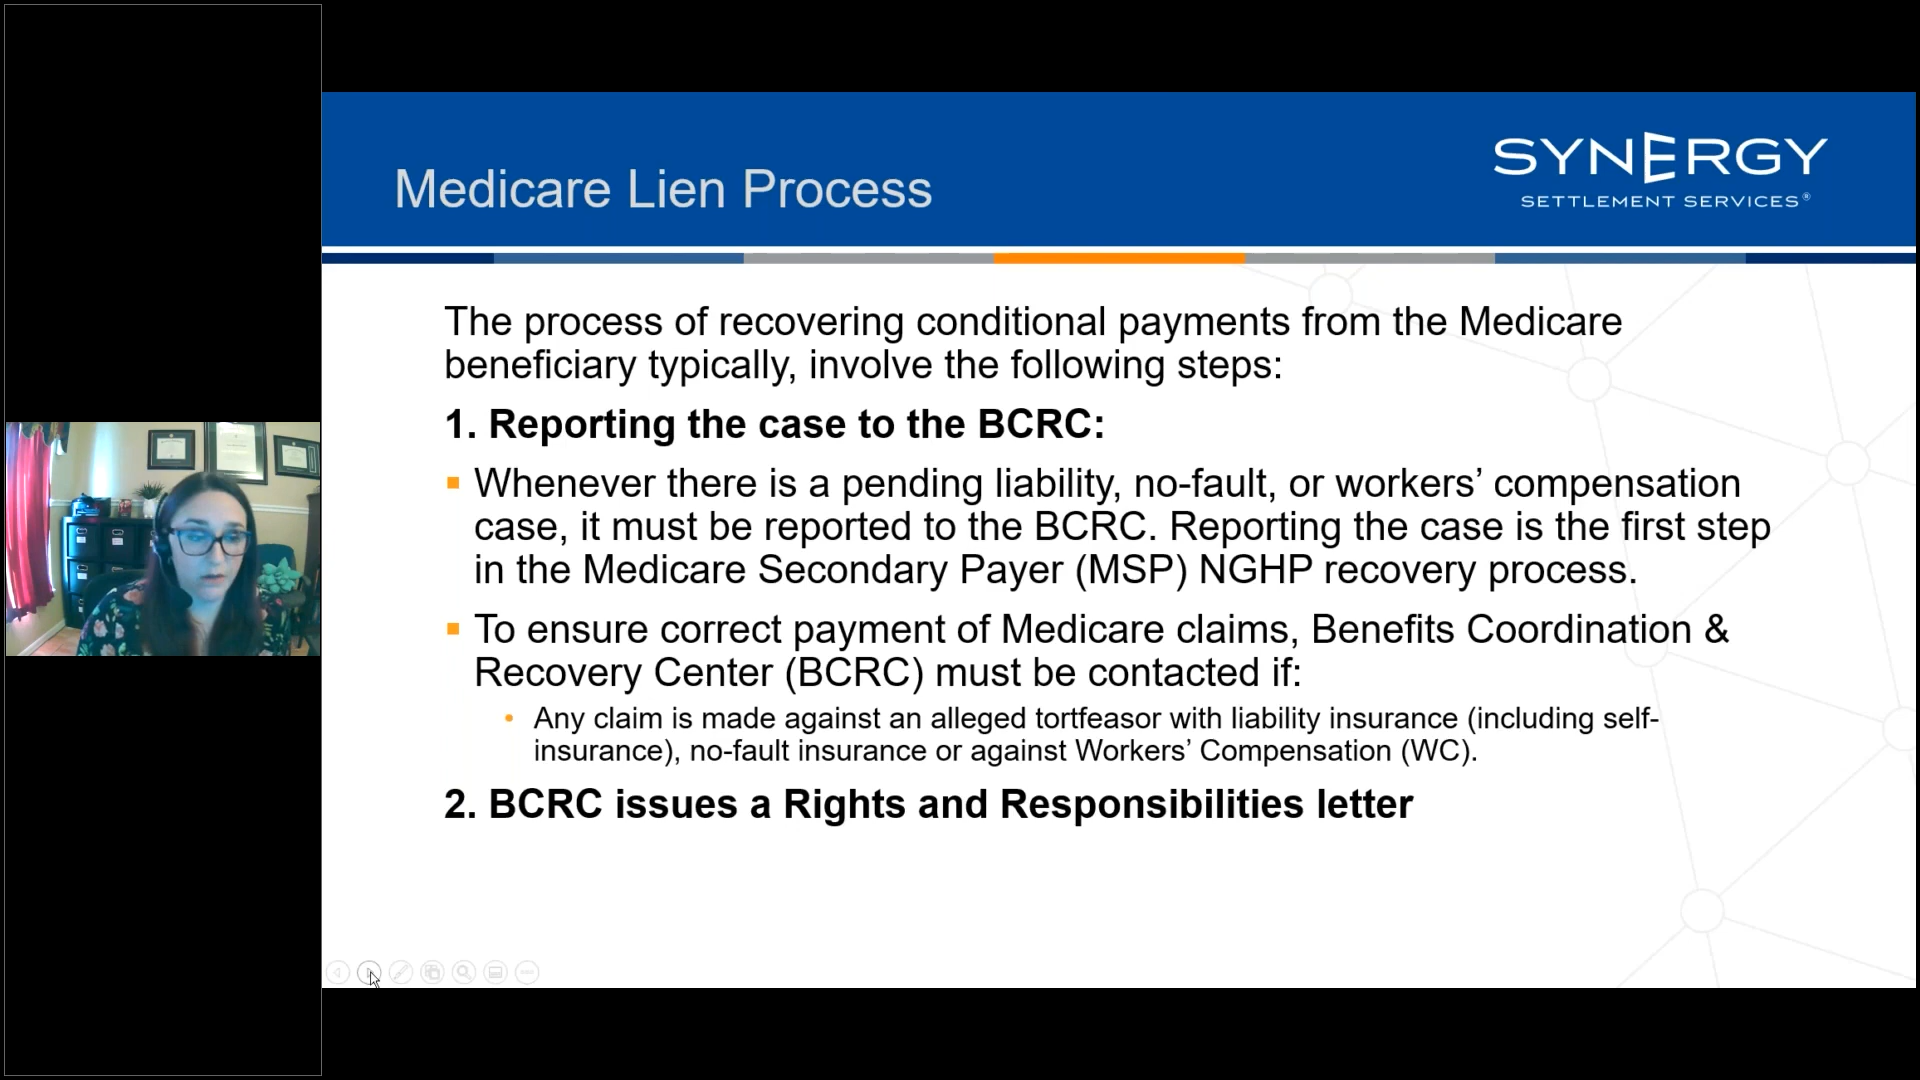 Medicare Lien Process
SYNERGY
SETTLEMENT SERVICES®
The process of recovering conditional payments from the Medicare
beneficiary typically, involve the following steps:
1. Reporting the case to the BCRC:
▪ Whenever there is a pending liability, no-fault, or workers’ compensation
case, it must be reported to the BCRC. Reporting the case is the first step
in the Medicare Secondary Payer (MSP) NGHP recovery process.
▪ To ensure correct payment of Medicare claims, Benefits Coordination &
Recovery Center (BCRC) must be contacted if:
• Any claim is made against an alleged tortfeasor with liability insurance (including self-
insurance), no-fault insurance or against Workers’ Compensation (WC).
2. BCRC issues a Rights and Responsibilities letter